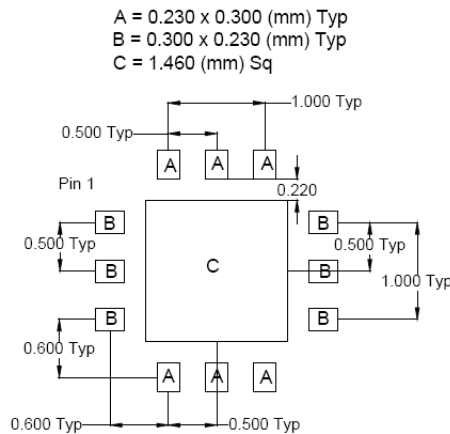 A = 0.230 x 0.300 (mm) Typ
B = 0.300 x 0.230 (mm) Typ
C = 1.460 (mm) Sq
1.000 Typ
0.500 Typ
A A A
Pin 1
0.220
B B
0.500 Typ 0.500 Typ
C
B B
1.000 Typ
B B
0.600 Typ
A A A
0.600 Typ 0.500 Typ